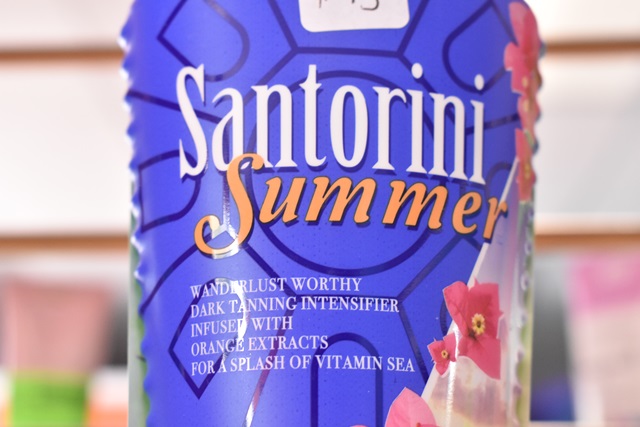 Santorini
Summer
WANDERLUST WORTHY
DARK TANNING INTENSIFIER
INFUSED WITH
ORANGE EXTRACTS
FOR A SPLASH OF VITAMIN SEA